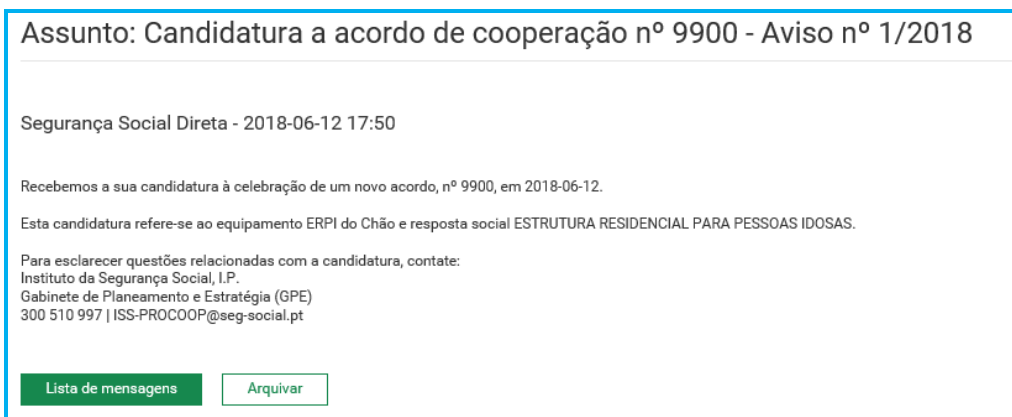 Assunto: Candidatura a acordo de cooperação nº 9900 - Aviso nº 1/2018
Segurança Social Direta - 2018-06-12 17:50
Recebemos a sua candidatura à celebração de um novo acordo, nº 9900, em 2018-06-12.
Esta candidatura refere-se ao equipamento ERPI do Chão e resposta social ESTRUTURA RESIDENCIAL PARA PESSOAS IDOSAS.
Para esclarecer questões relacionadas com a candidatura, contate:
Instituto da Segurança Social, I.P.
Gabinete de Planeamento e Estratégia (GPE)
300 510 997 | ISS-PROCOOP@seg-social.pt
Lista de mensagens Arquivar